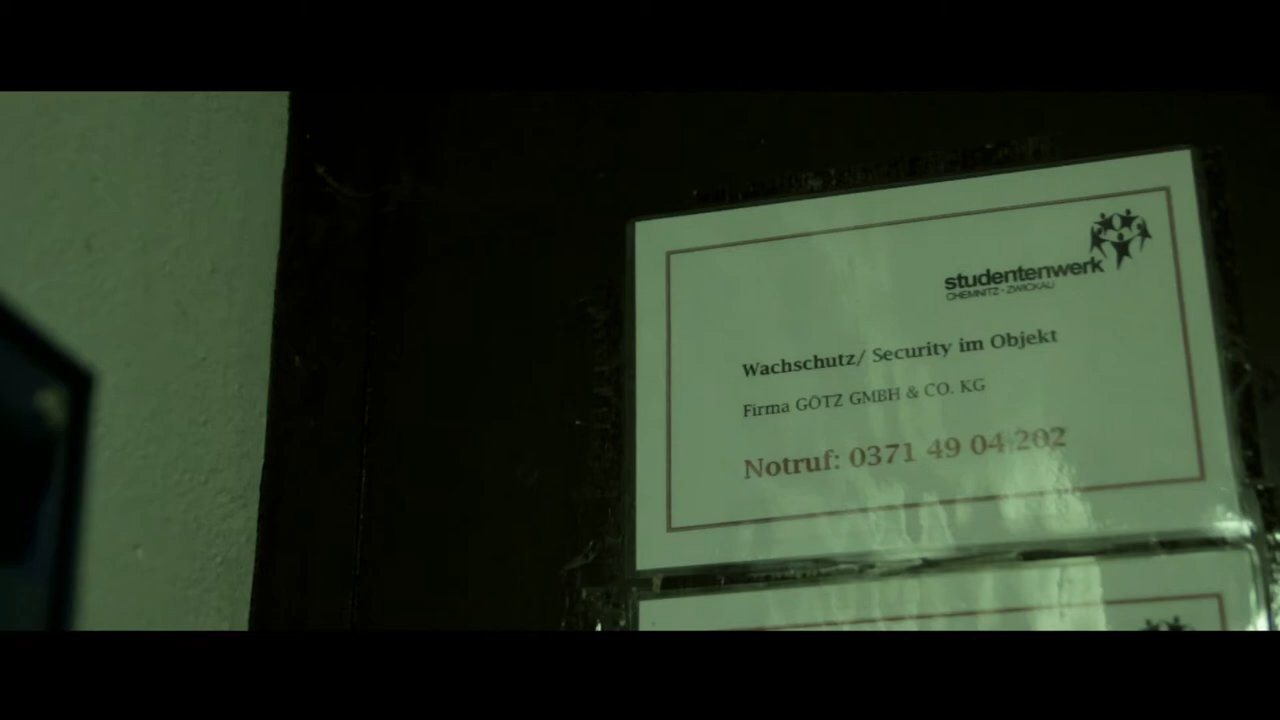 studentenwerk
CHEMNITZ - ZWICKAU
Wachschutz/ Security im Objekt
Firma GÖTZ GMBH & CO. KG
Notruf: 0371 49 04 202